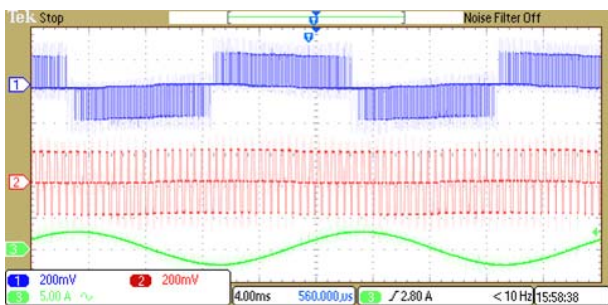 Tek Stop
Noise Filter Off
1
2
3
1 200mV 2 200mV
3 5.00 A 4.00ms 560.000µs 3 2.80 A < 10 Hz 15:58:38